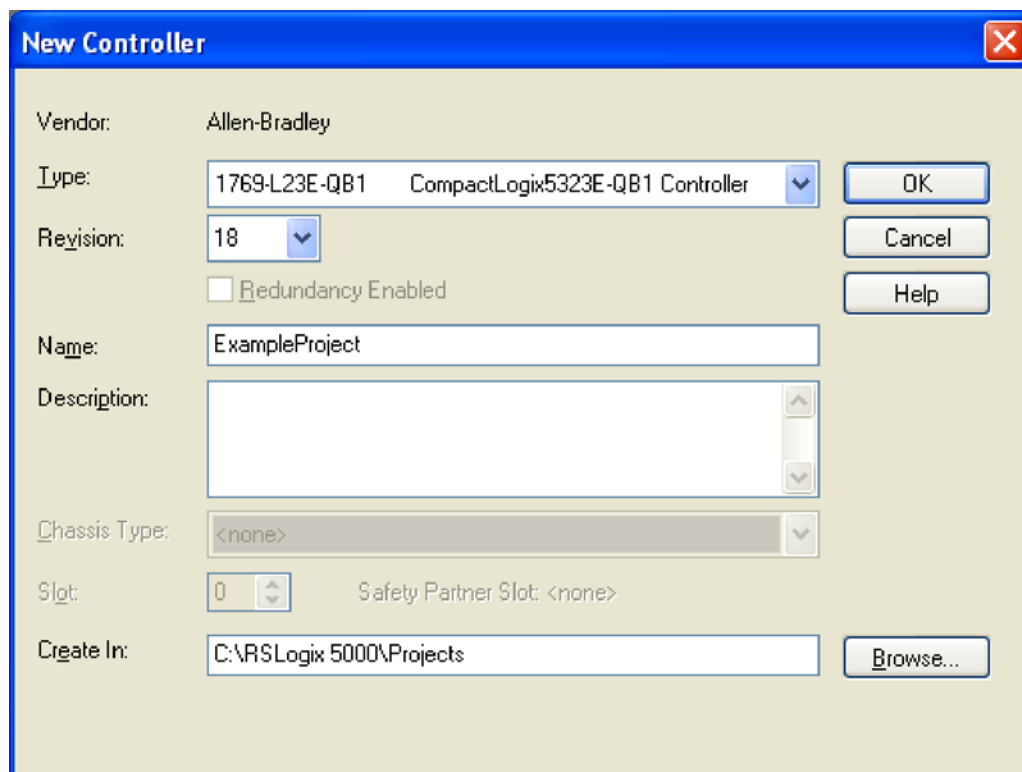 New Controller
Vendor: Allen-Bradley
Type: 1769-L23E-QB1 CompactLogix5323E-QB1 Controller OK
Revision: 18 Cancel
Redundancy Enabled Help
Name: ExampleProject
Description:
Chassis Type: <none>
Slot: 0 Safety Partner Slot: <none>
Create In: C:\RSLogix 5000\Projects Browse...